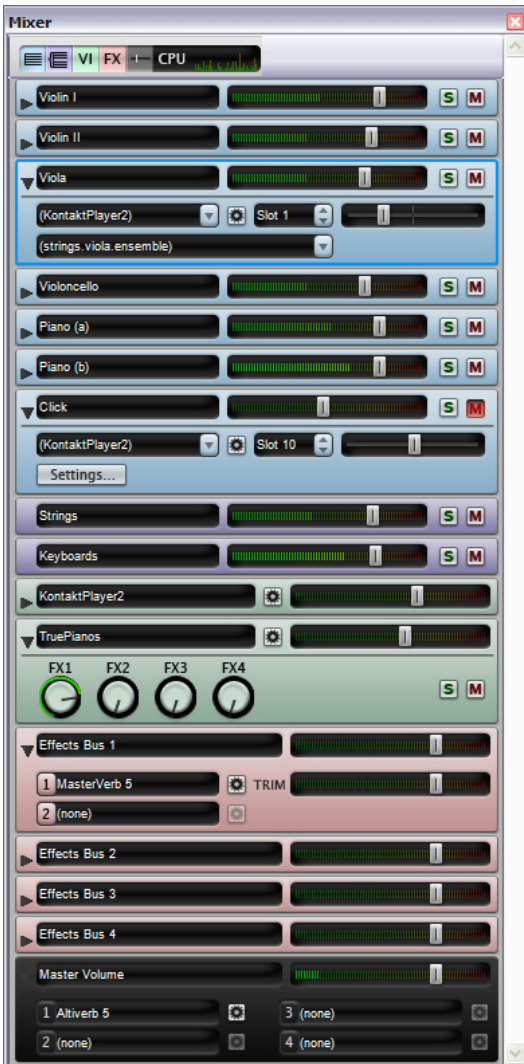 Mixer
VI FX CPU
Violin I S M
Violin II S M
Viola S M
(KontaktPlayer2) Slot 1
(strings.viola.ensemble)
Violoncello S M
Piano (a) S M
Piano (b) S M
Click S M
(KontaktPlayer2) Slot 10
Settings...
Strings S M
Keyboards S M
KontaktPlayer2
TruePianos
FX1 FX2 FX3 FX4
S M
Effects Bus 1
1 MasterVerb 5 TRIM
2 (none)
Effects Bus 2
Effects Bus 3
Effects Bus 4
Master Volume
1 Altiverb 5 3 (none)
2 (none) 4 (none)